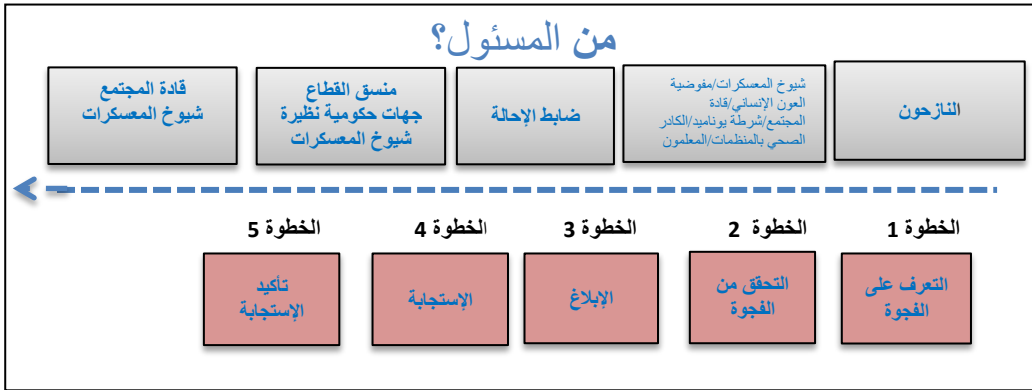 من المسئول؟
النازحون
شيوخ المعسكرات/مفوضية
العون الإنساني/قادة
المجتمع/شرطة يوناميد/الكادر
الصحي بالمنظمات/المعلمون
ضابط الإحالة
منسق القطاع
جهات حكومية نظيرة
شيوخ المعسكرات
قادة المجتمع
شيوخ المعسكرات
الخطوة 1
الخطوة 2
الخطوة 3
الخطوة 4
الخطوة 5
التعرف على
الفجوة
التحقق من
الفجوة
الإبلاغ
الإستجابة
تأكيد
الإستجابة